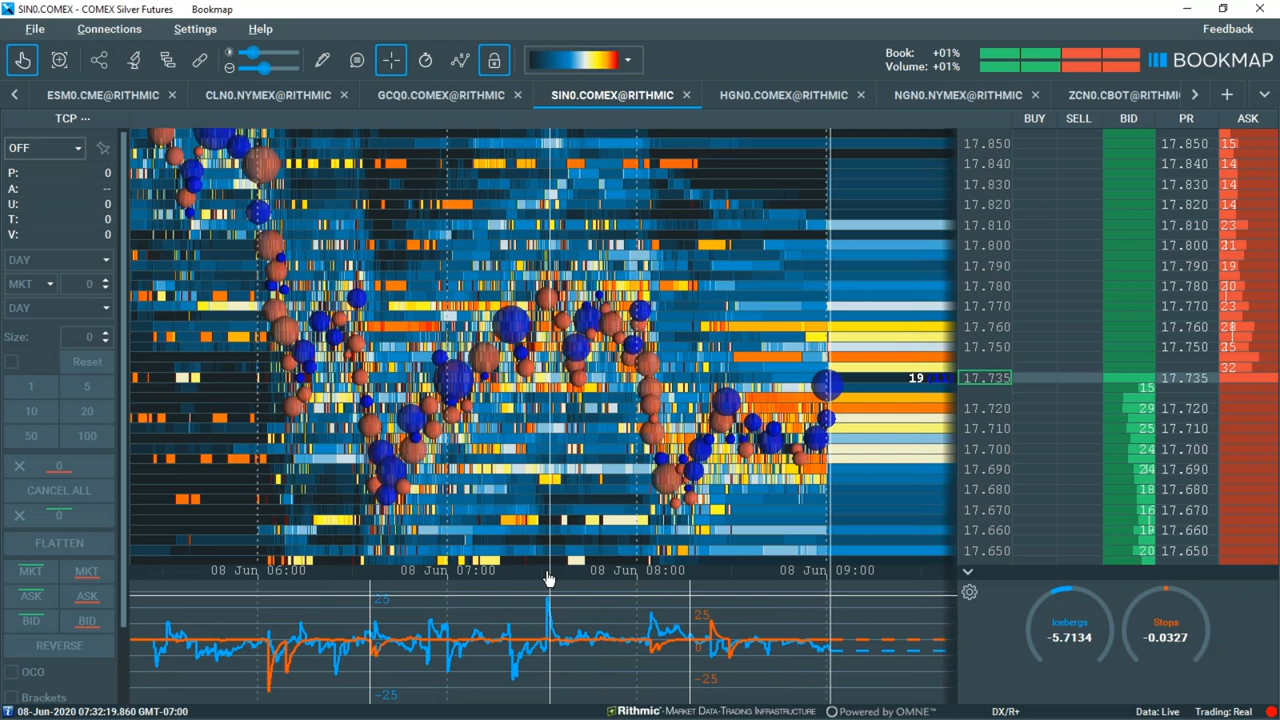 SIN0.COMEX - COMEX Silver Futures Bookmap
File Connections Settings Help Feedback
Book: +01%
Volume: +01%
BOOKMAP
ESM0.CME@RITHMIC CLN0.NYMEX@RITHMIC GCQ0.COMEX@RITHMIC SIN0.COMEX@RITHMIC HGN0.COMEX@RITHMIC NGN0.NYMEX@RITHMIC ZCN0.CBOT@RITHMI
TCP ... BUY SELL BID PR ASK
OFF
P: 0
A: --
U: 0
T: 0
V: 0
DAY
MKT 0
DAY
Size: 0
Reset
1 5
10 20
50 100
0
CANCEL ALL
0
FLATTEN
MKT MKT
ASK ASK
BID BID
REVERSE
OCO
Brackets
17.850 17.850 15
17.840 17.840 14
17.830 17.830 14
17.820 17.820 14
17.810 17.810 23
17.800 17.800 21
17.790 17.790 19
17.780 17.780 20
17.770 17.770 23
17.760 17.760 28
17.750 17.750 35
32
19 17.735 17.735
15
17.720 29 17.720
17.710 25 17.710
17.700 24 17.700
17.690 24 17.690
17.680 18 17.680
17.670 16 17.670
17.660 19 17.660
17.650 20 17.650
08 Jun 06:00 08 Jun 07:00 08 Jun 08:00 08 Jun 09:00
25
25
0
-25
-25
Icebergs
-5.7134
Stops
-0.0327
08-Jun-2020 07:32:19.860 GMT-07:00 Rithmic · MARKET DATA · TRADING INFRASTRUCTURE Powered by OMNE™ DX/R+ Data: Live Trading: Real